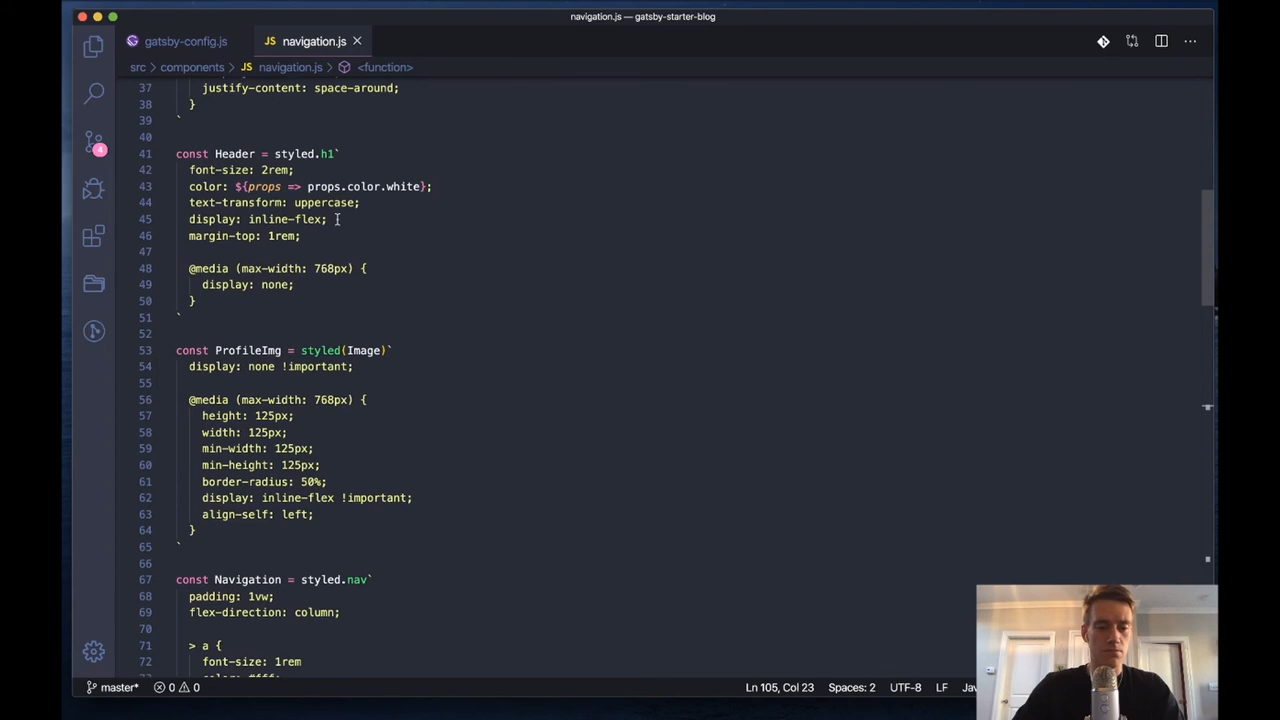 navigation.js — gatsby-starter-blog
gatsby-config.js
JS navigation.js
src > components > JS navigation.js > <function>
37 justify-content: space-around;
38 }
39 `
40
41 const Header = styled.h1`
42 font-size: 2rem;
43 color: ${props => props.color.white};
44 text-transform: uppercase;
45 display: inline-flex;
46 margin-top: 1rem;
47
48 @media (max-width: 768px) {
49 display: none;
50 }
51 `
52
53 const ProfileImg = styled(Image)`
54 display: none !important;
55
56 @media (max-width: 768px) {
57 height: 125px;
58 width: 125px;
59 min-width: 125px;
60 min-height: 125px;
61 border-radius: 50%;
62 display: inline-flex !important;
63 align-self: left;
64 }
65 `
66
67 const Navigation = styled.nav`
68 padding: 1vw;
69 flex-direction: column;
70
71 > a {
72 font-size: 1rem
4
master* 0 0 Ln 105, Col 23 Spaces: 2 UTF-8 LF